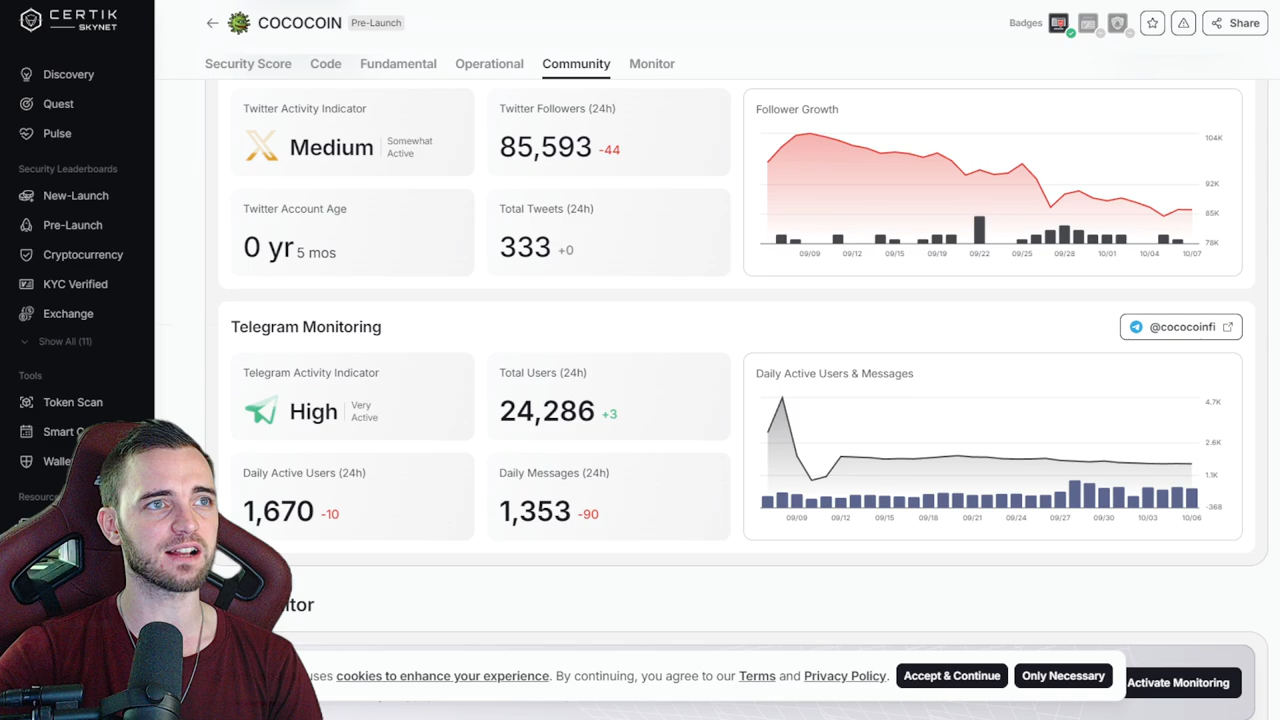 CERTIK
SKYNET
Discovery
Quest
Pulse
Security Leaderboards
New-Launch
Pre-Launch
Cryptocurrency
KYC Verified
Exchange
Show All (11)
Tools
Token Scan
COCOCOIN Pre-Launch
Badges
Share
Security Score Code Fundamental Operational Community Monitor
Twitter Activity Indicator
Medium
Somewhat
Active
Twitter Followers (24h)
85,593 -44
Twitter Account Age
0 yr 5 mos
Total Tweets (24h)
333 +0
Follower Growth
104K
92K
85K
78K
09/09 09/12 09/15 09/19 09/22 09/25 09/28 10/01 10/04 10/07
Telegram Monitoring
@cococoinfi
Telegram Activity Indicator
High
Very
Active
Total Users (24h)
24,286 +3
Daily Active Users (24h)
1,670 -10
Daily Messages (24h)
1,353 -90
Daily Active Users & Messages
4.7K
2.6K
1.1K
-368
09/09 09/12 09/15 09/18 09/21 09/24 09/27 09/30 10/03 10/06
uses cookies to enhance your experience. By continuing, you agree to our Terms and Privacy Policy.
Accept & Continue
Only Necessary
Activate Monitoring